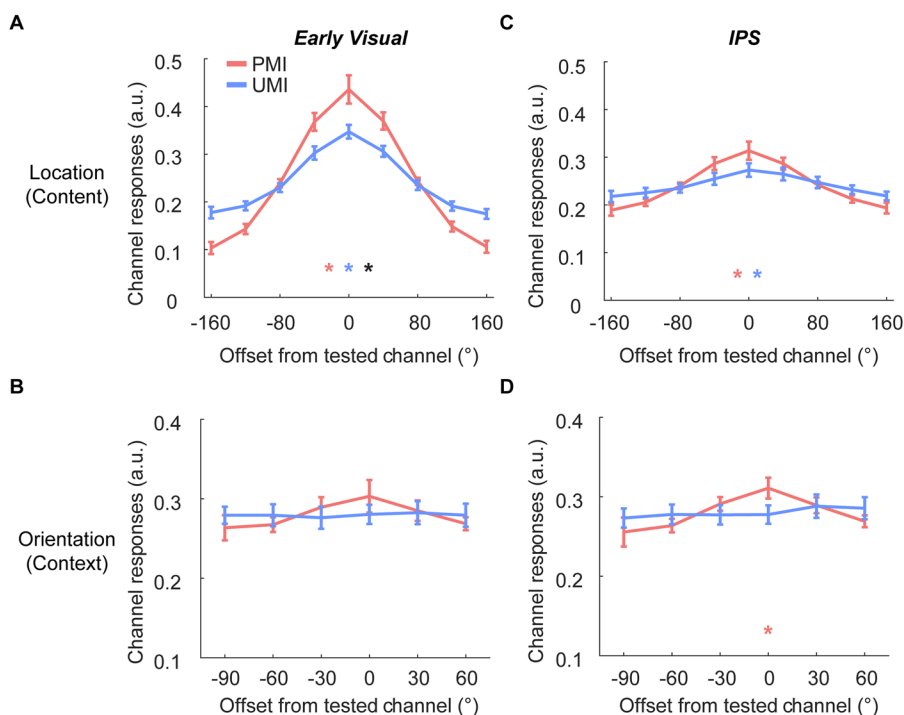 A
Early Visual
C
IPS
Location
(Content)
Channel responses (a.u.)
0.5
0.4
0.3
0.2
0.1
0
PMI
UMI
* * *
-160 -80 0 80 160
Offset from tested channel (°)
Channel responses (a.u.)
0.5
0.4
0.3
0.2
0.1
0
* *
-160 -80 0 80 160
Offset from tested channel (°)
B
D
Orientation
(Context)
Channel responses (a.u.)
0.4
0.3
0.2
0.1
-90 -60 -30 0 30 60
Offset from tested channel (°)
Channel responses (a.u.)
0.4
0.3
0.2
0.1
*
-90 -60 -30 0 30 60
Offset from tested channel (°)